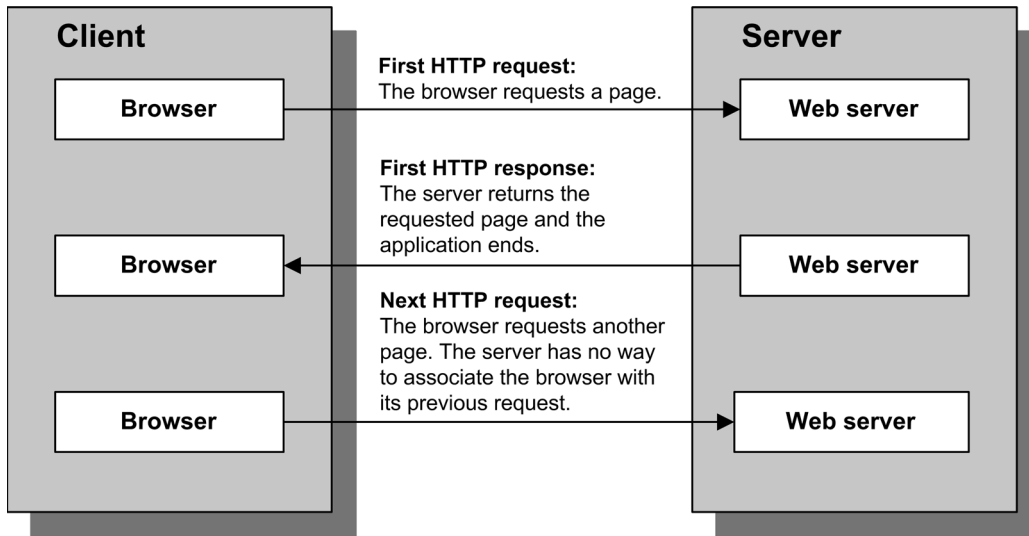 Client
Server
First HTTP request:
The browser requests a page.
Browser
Web server
First HTTP response:
The server returns the
requested page and the
application ends.
Browser
Web server
Next HTTP request:
The browser requests another
page. The server has no way
to associate the browser with
its previous request.
Browser
Web server